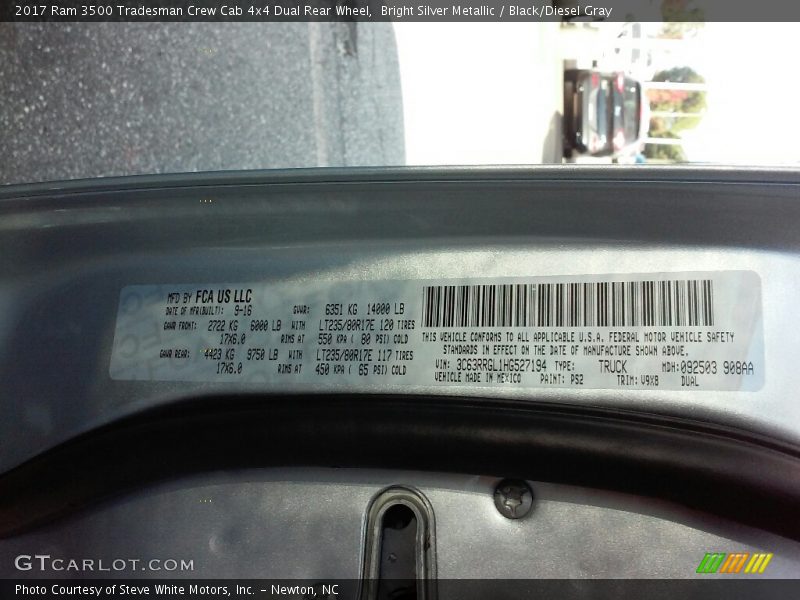 2017 Ram 3500 Tradesman Crew Cab 4x4 Dual Rear Wheel,  Bright Silver Metallic / Black/Diesel Gray
MFD BY FCA US LLC
DATE OF MFR(BUILT): 9-16 GVWR: 6351 KG 14000 LB
GAWR FRONT: 2722 KG 6000 LB WITH LT235/80R17E 120 TIRES
17X6.0 RIMS AT 550 KPA ( 80 PSI) COLD
GAWR REAR: 4423 KG 9750 LB WITH LT235/80R17E 117 TIRES
17X6.0 RIMS AT 450 KPA ( 65 PSI) COLD
THIS VEHICLE CONFORMS TO ALL APPLICABLE U.S.A. FEDERAL MOTOR VEHICLE SAFETY
STANDARDS IN EFFECT ON THE DATE OF MANUFACTURE SHOWN ABOVE.
VIN: 3C63RRGL1HG527194 TYPE: TRUCK MDH:092503 908AA
VEHICLE MADE IN MEXICO PAINT: PS2 TRIM: V9X8 DUAL
GTCARLOT.COM
Photo Courtesy of Steve White Motors, Inc. – Newton, NC